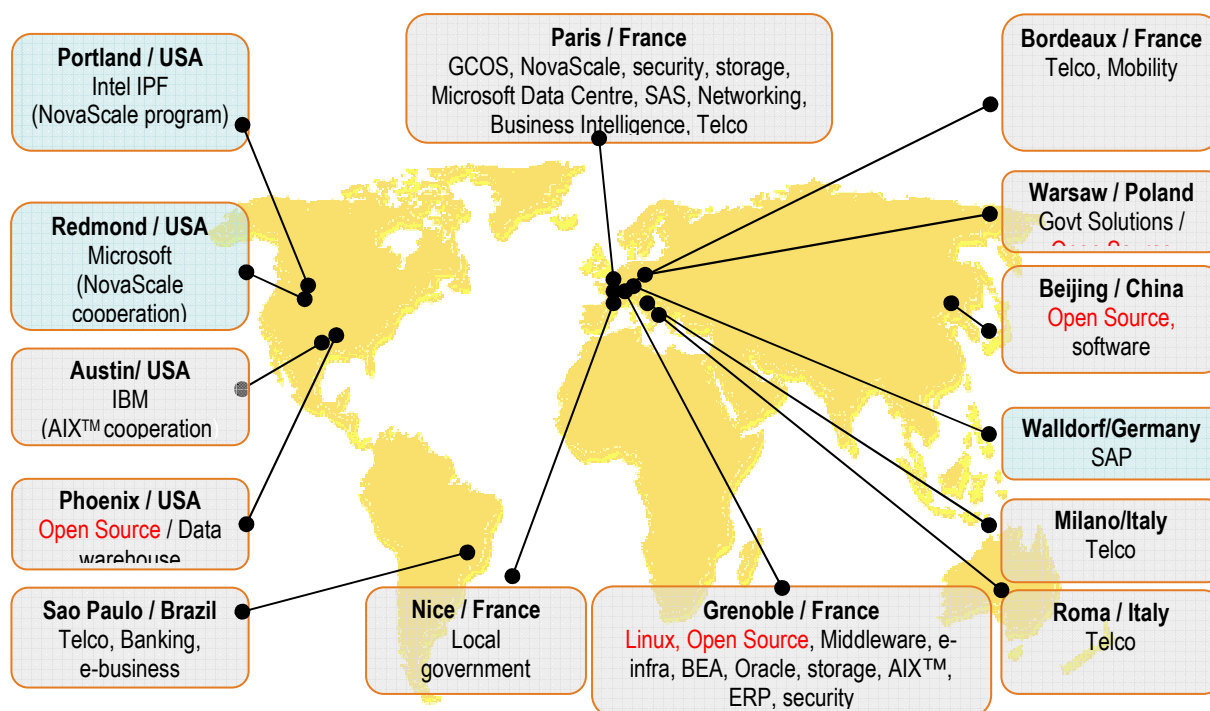 Portland / USA
Intel IPF
(NovaScale program)
Paris / France
GCOS, NovaScale, security, storage,
Microsoft Data Centre, SAS, Networking,
Business Intelligence, Telco
Bordeaux / France
Telco, Mobility
Redmond / USA
Microsoft
(NovaScale
cooperation)
Warsaw / Poland
Govt Solutions /
Open Source
Beijing / China
Open Source,
software
Austin/ USA
IBM
(AIX™ cooperation)
Walldorf/Germany
SAP
Phoenix / USA
Open Source / Data
warehouse
Milano/Italy
Telco
Sao Paulo / Brazil
Telco, Banking,
e-business
Nice / France
Local
government
Grenoble / France
Linux, Open Source, Middleware, e-
infra, BEA, Oracle, storage, AIX™,
ERP, security
Roma / Italy
Telco